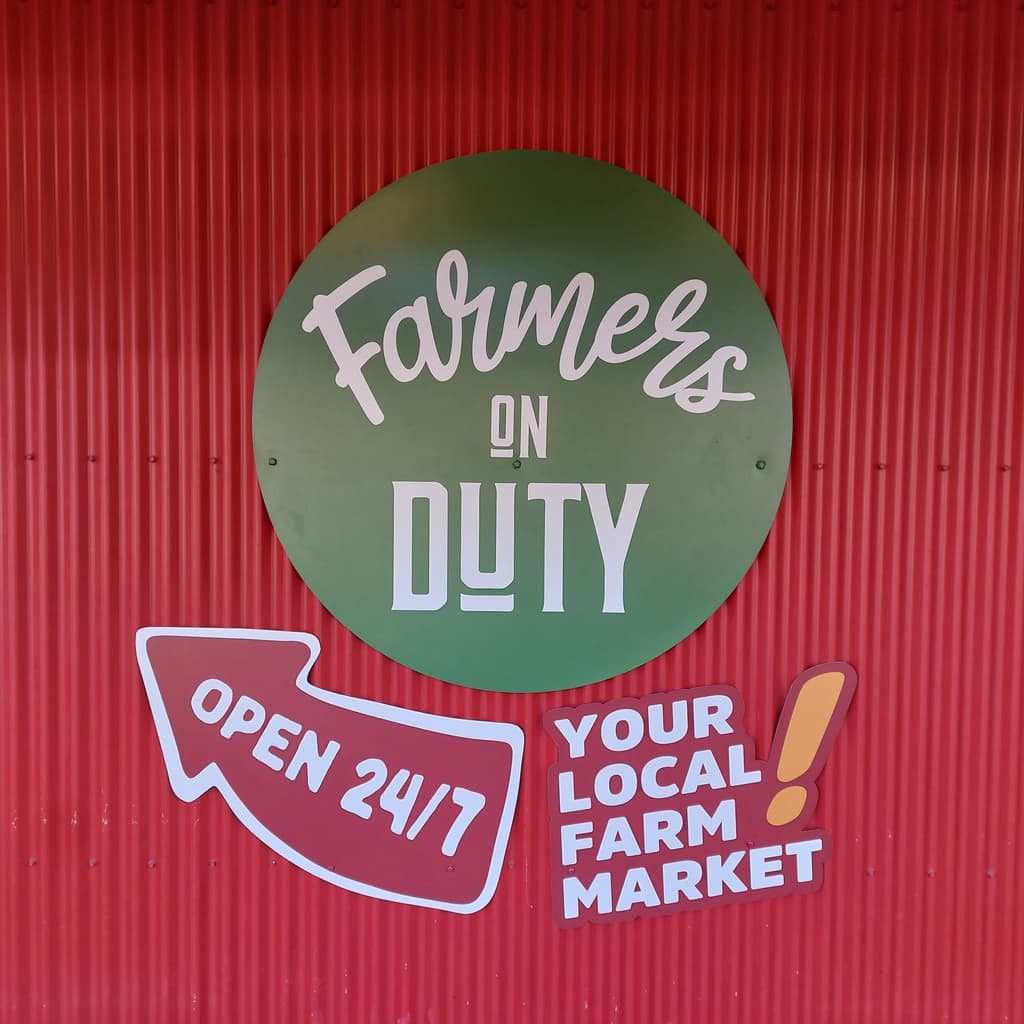 Farmers
ON
DUTY
OPEN 24/7
YOUR
LOCAL
FARM
MARKET!